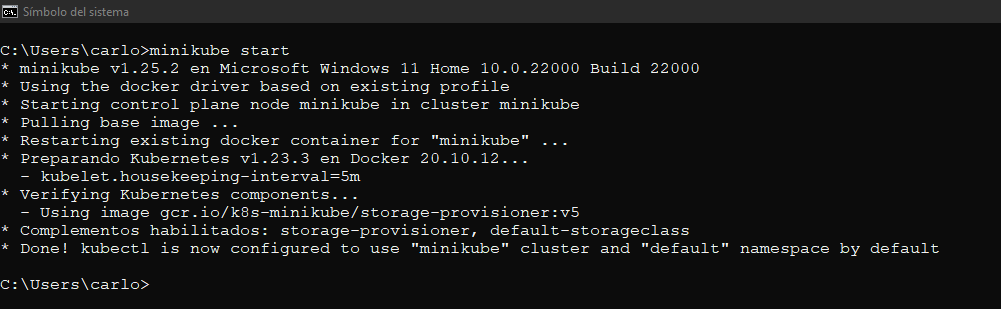 Símbolo del sistema
C:\Users\carlo>minikube start
* minikube v1.25.2 en Microsoft Windows 11 Home 10.0.22000 Build 22000
* Using the docker driver based on existing profile
* Starting control plane node minikube in cluster minikube
* Pulling base image ...
* Restarting existing docker container for "minikube" ...
* Preparando Kubernetes v1.23.3 en Docker 20.10.12...
  - kubelet.housekeeping-interval=5m
* Verifying Kubernetes components...
  - Using image gcr.io/k8s-minikube/storage-provisioner:v5
* Complementos habilitados: storage-provisioner, default-storageclass
* Done! kubectl is now configured to use "minikube" cluster and "default" namespace by default
C:\Users\carlo>